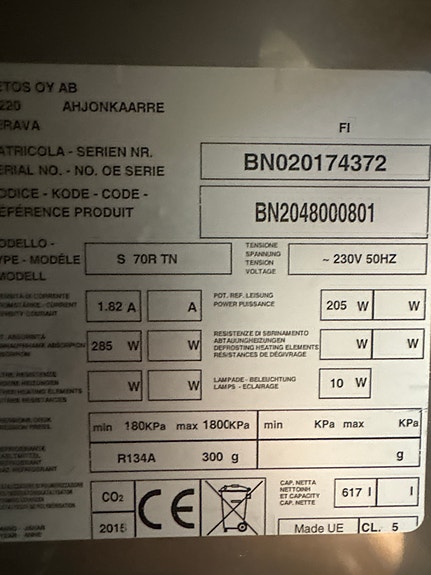 ETOS OY AB
220 AHJONKAARRE
ERAVA
FI
ATRICOLA - SERIEN NR.
ERIAL NO. - NO. OE SERIE
BN020174372
ODICE - KODE - CODE -
ÉFÉRENCE PRODUIT
BN2048000801
ODELLO -
YPE - MODÈLE
MODELL
S 70R TN
TENSIONE
SPANNUNG
TENSION
VOLTAGE
~ 230V 50HZ
1.82 A
A
POT. REF. LEISUNG
POWER PUISSANCE
205 W
W
285 W
W
RESISTENZE DI SBRINAMENTO
ABTAUUNGHEIZUNGEN
DEFROSTING HEATING ELEMENTS
RÉSISTANCES DE DÉGIVRAGE
W
W
W
W
LAMPADE - BELEUCHTUNG
LAMPS - ECLAIRAGE
10 W
min 180KPa max 1800KPa
min KPa max KPa
R134A 300 g
g
CO2
2015
CE
CAP. NETTA
NETTOINH
ET CAPACITY
CAP. NETTE
617 l
l
Made UE
CL. 5